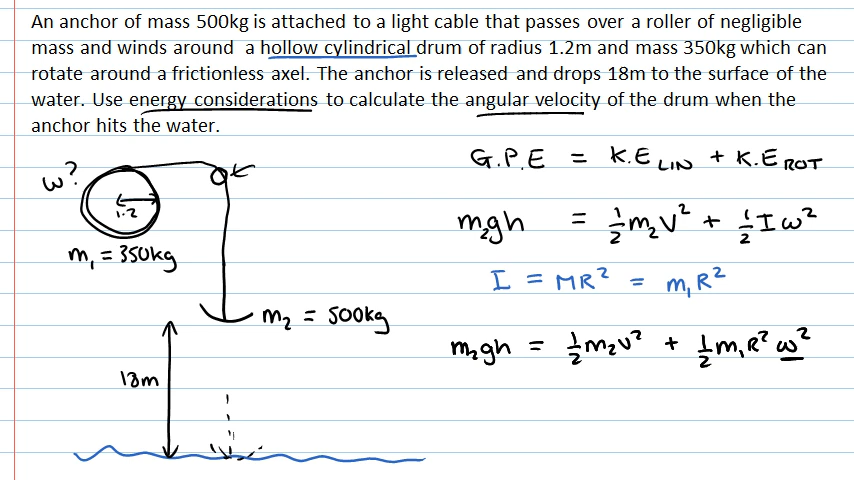 An anchor of mass 500kg is attached to a light cable that passes over a roller of negligible
mass and winds around a hollow cylindrical drum of radius 1.2m and mass 350kg which can
rotate around a frictionless axel. The anchor is released and drops 18m to the surface of the
water. Use energy considerations to calculate the angular velocity of the drum when the
anchor hits the water.
G.P.E = K.E LIN + K.E ROT
ω?
1.2
m₂gh = ½m₂v² + ½Iω²
m₁ = 350kg
I = MR² = m₁R²
m₂ = 500kg
m₂gh = ½m₂v² + ½m₁R²ω²
18m